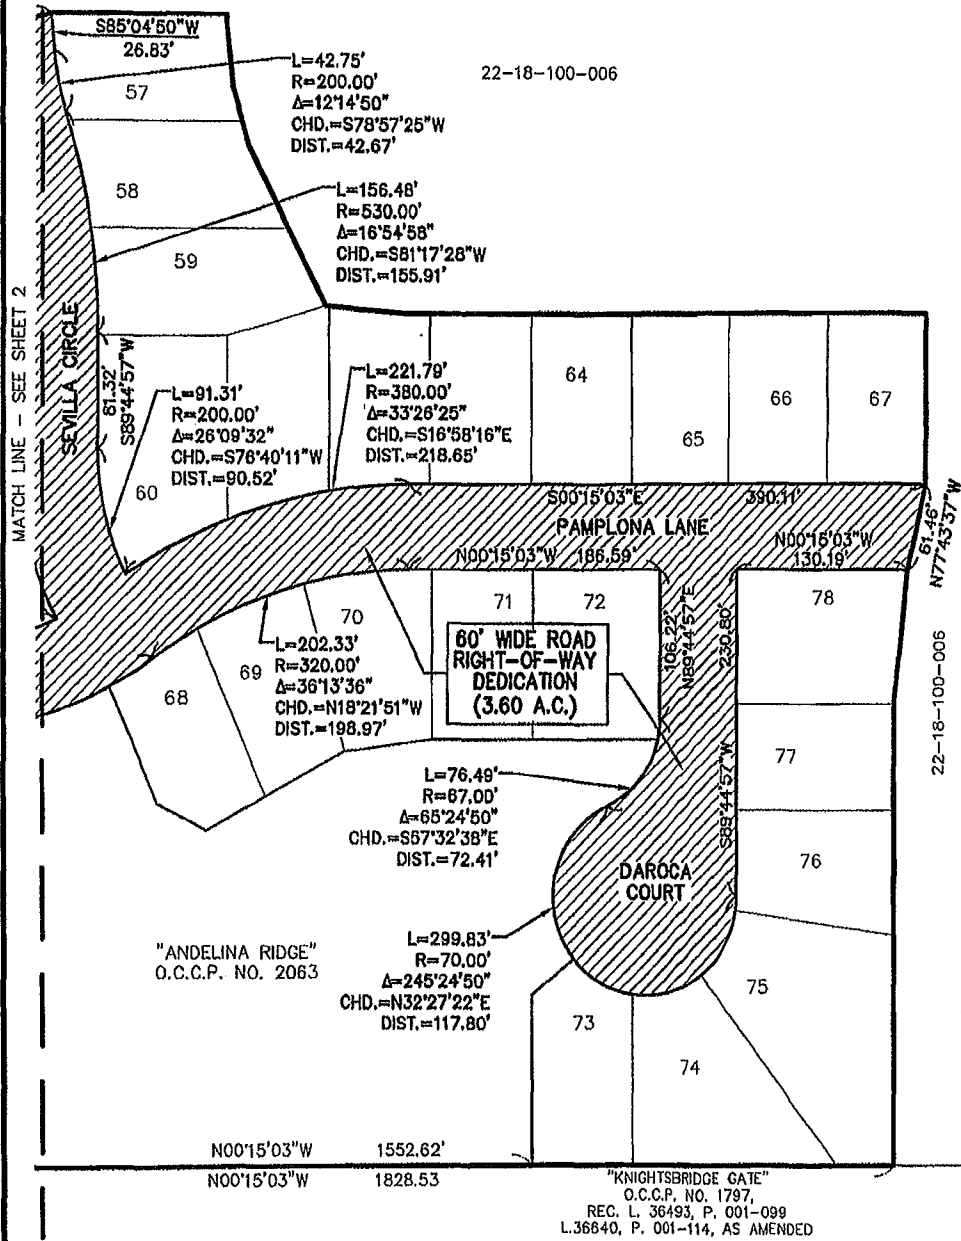 S85°04'50"W
26.83'
L=42.75'
R=200.00'
Δ=12°14'50"
CHD.=S78°57'25"W
DIST.=42.67'
22-18-100-006
57
58
L=156.48'
R=530.00'
Δ=16°54'58"
CHD.=S81°17'28"W
DIST.=155.91'
59
MATCH LINE - SEE SHEET 2
SEVILLA CIRCLE
81.32'
S89°44'57"W
L=91.31'
R=200.00'
Δ=26°09'32"
CHD.=S76°40'11"W
DIST.=90.52'
60
L=221.79'
R=380.00'
Δ=33°26'25"
CHD.=S16°58'16"E
DIST.=218.65'
64
65
66
67
S00°15'03"E 390.11'
PAMPLONA LANE
N00°15'03"W 186.59'
N00°15'03"W
130.19'
61.46'
N77°43'37"W
68
69
70
71
72
78
L=202.33'
R=320.00'
Δ=36°13'36"
CHD.=N18°21'51"W
DIST.=198.97'
60' WIDE ROAD
RIGHT-OF-WAY
DEDICATION
(3.60 A.C.)
106.22'
N89°44'57"E
230.80'
S89°44'57"W
22-18-100-006
77
L=76.49'
R=67.00'
Δ=65°24'50"
CHD.=S57°32'38"E
DIST.=72.41'
76
DAROCA
COURT
"ANDELINA RIDGE"
O.C.C.P. NO. 2063
L=299.83'
R=70.00'
Δ=245°24'50"
CHD.=N32°27'22"E
DIST.=117.80'
75
73
74
N00°15'03"W 1552.62'
N00°15'03"W 1828.53
"KNIGHTSBRIDGE GATE"
O.C.C.P. NO. 1797,
REC. L. 36493, P. 001-099
L.36640, P. 001-114, AS AMENDED